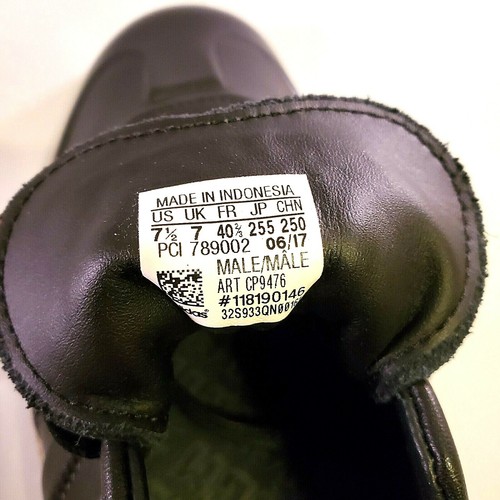 MADE IN INDONESIA
US UK FR JP CHN
7½ 7 40⅔ 255 250
PCI 789002 06/17
MALE/MÂLE
ART CP9476
#118190146